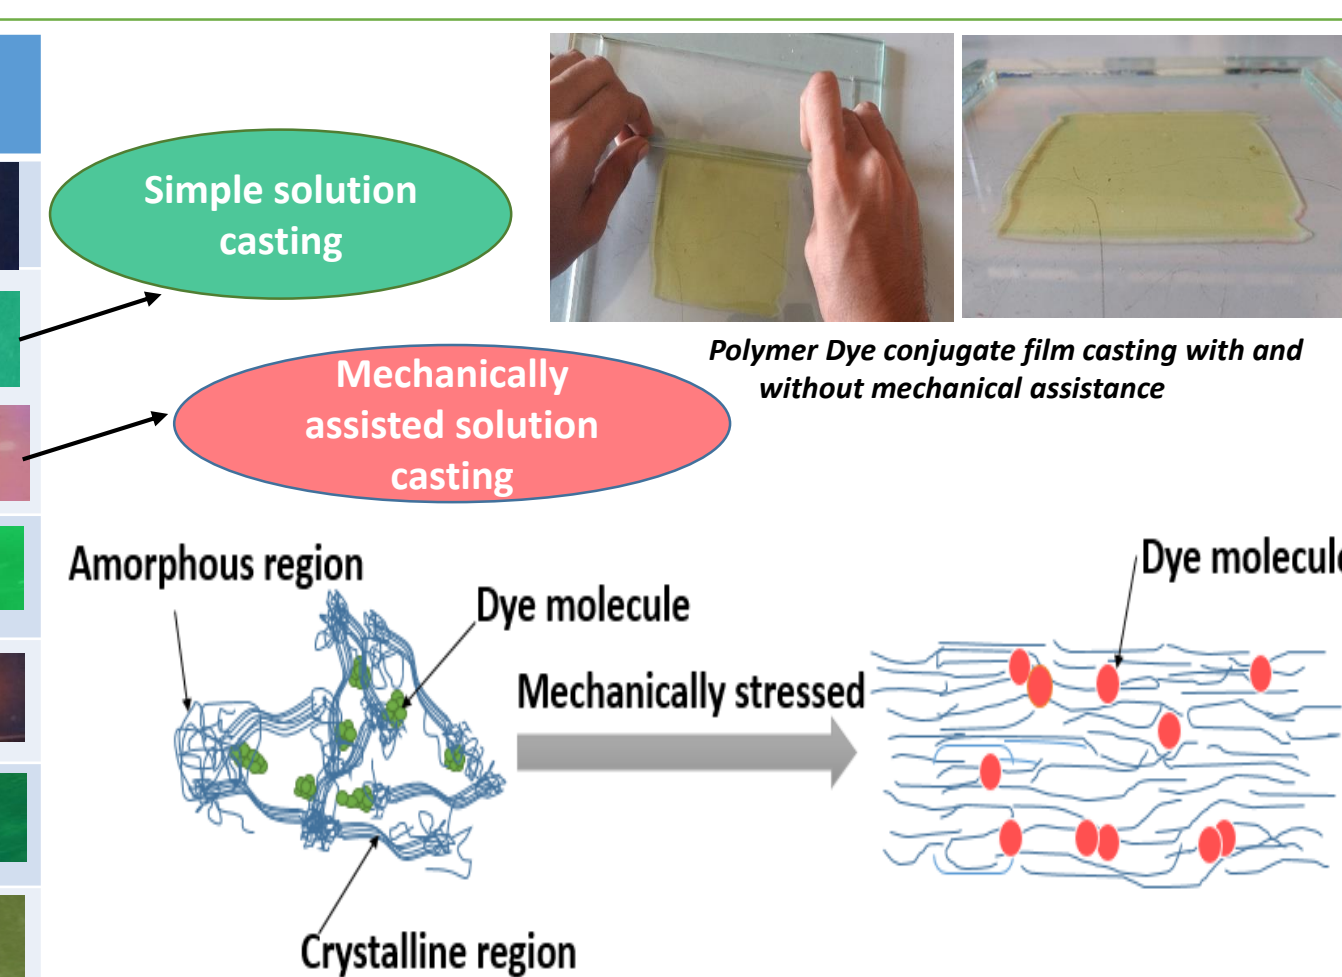 Simple solution
casting
Polymer Dye conjugate film casting with and
without mechanical assistance
Mechanically
assisted solution
casting
Amorphous region
Dye molecule
Mechanically stressed
Crystalline region
Dye